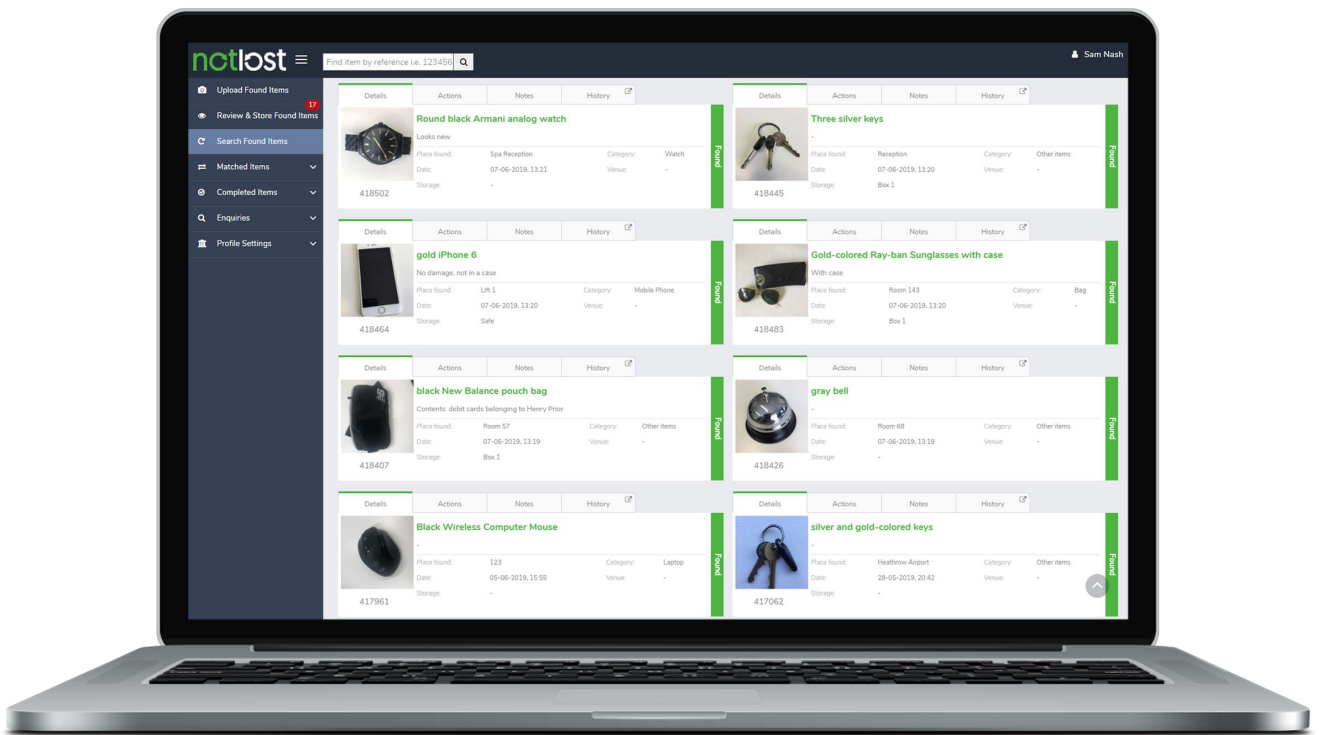 notlost
Find item by reference i.e. 123456
Sam Nash
Upload Found Items
17
Review & Store Found Items
Search Found Items
Matched Items
Completed Items
Enquiries
Profile Settings
Details Actions Notes History
Round black Armani analog watch
Looks new
Place found: Spa Reception Category: Watch
Date: 07-06-2019, 13:21 Venue: -
Storage: -
418502
Found
Details Actions Notes History
Three silver keys
-
Place found: Reception Category: Other items
Date: 07-06-2019, 13:20 Venue: -
Storage: Box 1
418445
Found
Details Actions Notes History
gold iPhone 6
No damage, not in a case
Place found: Lift 1 Category: Mobile Phone
Date: 07-06-2019, 13:20 Venue: -
Storage: Safe
418464
Found
Details Actions Notes History
Gold-colored Ray-ban Sunglasses with case
With case
Place found: Room 143 Category: Bag
Date: 07-06-2019, 13:20 Venue: -
Storage: Box 1
418483
Found
Details Actions Notes History
black New Balance pouch bag
Contents: debit cards belonging to Henry Prior
Place found: Room 57 Category: Other items
Date: 07-06-2019, 13:19 Venue: -
Storage: Box 1
418407
Found
Details Actions Notes History
gray bell
-
Place found: Room 68 Category: Other items
Date: 07-06-2019, 13:19 Venue: -
Storage: -
418426
Found
Details Actions Notes History
Black Wireless Computer Mouse
-
Place found: 123 Category: Laptop
Date: 05-06-2019, 15:55 Venue: -
Storage: -
417961
Found
Details Actions Notes History
silver and gold-colored keys
-
Place found: Heathrow Airport Category: Other items
Date: 28-05-2019, 20:42 Venue: -
Storage: -
417062
Found